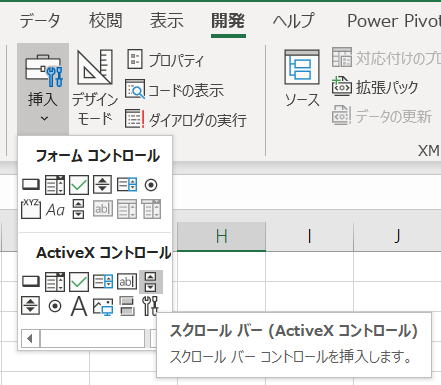 データ 校閲 表示 開発 ヘルプ Power Pivot
挿入
デザイン
モード
プロパティ
コードの表示
ダイアログの実行
ソース
対応付けのプロ
拡張パック
データの更新
XM
フォーム コントロール
XYZ Aa ab|
ActiveX コントロール
ab|
A
H I J
スクロール バー (ActiveX コントロール)
スクロール バー コントロールを挿入します。